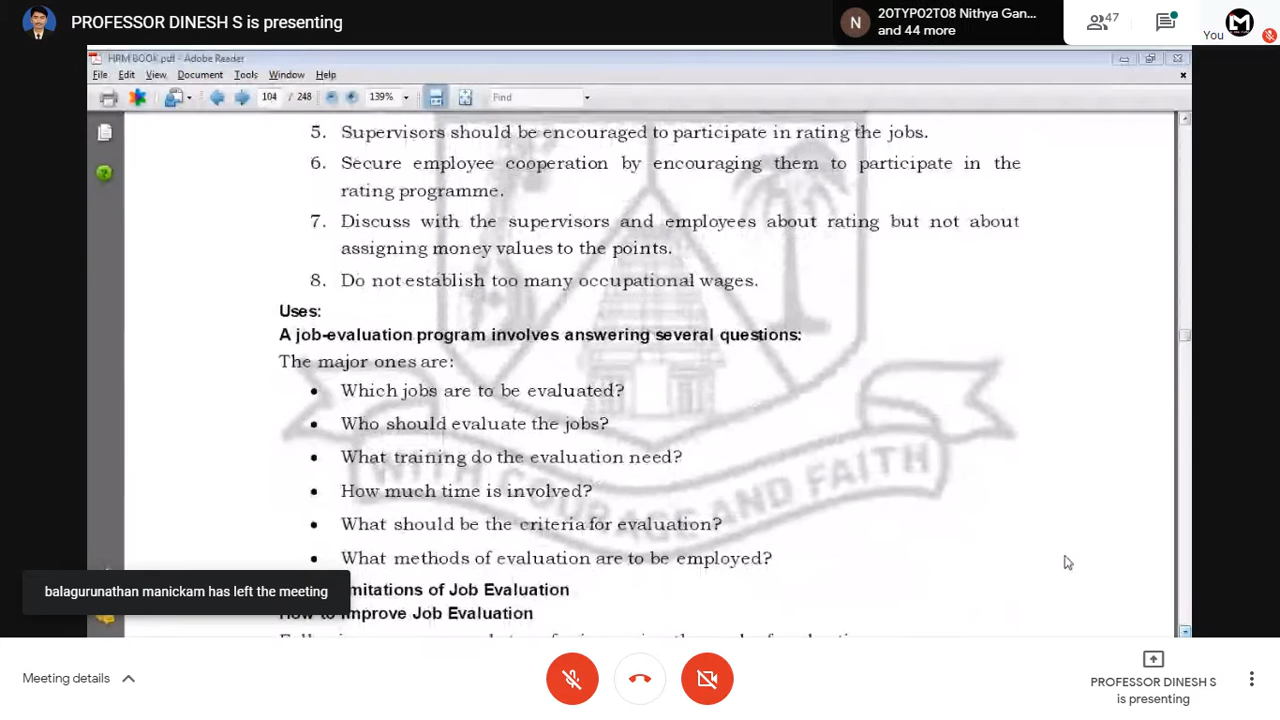 PROFESSOR DINESH S is presenting
N
20TYP02T08 Nithya Gan...
and 44 more
47
M
You
HRM BOOK.pdf - Adobe Reader
File Edit View Document Tools Window Help
104 / 248 139% Find
5. Supervisors should be encouraged to participate in rating the jobs.
6. Secure employee cooperation by encouraging them to participate in the
rating programme.
7. Discuss with the supervisors and employees about rating but not about
assigning money values to the points.
8. Do not establish too many occupational wages.
Uses:
A job-evaluation program involves answering several questions:
The major ones are:
• Which jobs are to be evaluated?
• Who should evaluate the jobs?
• What training do the evaluation need?
• How much time is involved?
• What should be the criteria for evaluation?
• What methods of evaluation are to be employed?
WITH COURAGE AND FAITH
balagurunathan manickam has left the meeting
mitations of Job Evaluation
How to Improve Job Evaluation
Meeting details
PROFESSOR DINESH S
is presenting